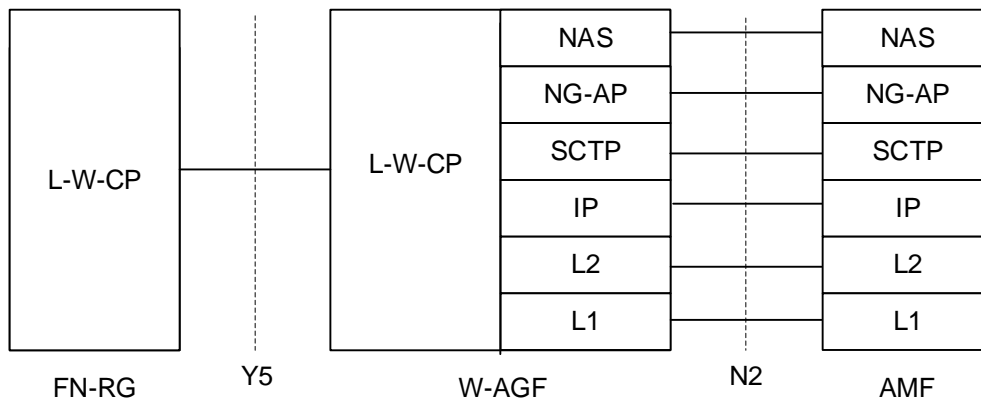 L-W-CP
L-W-CP
NAS
NG-AP
SCTP
IP
L2
L1
NAS
NG-AP
SCTP
IP
L2
L1
FN-RG
Y5
W-AGF
N2
AMF